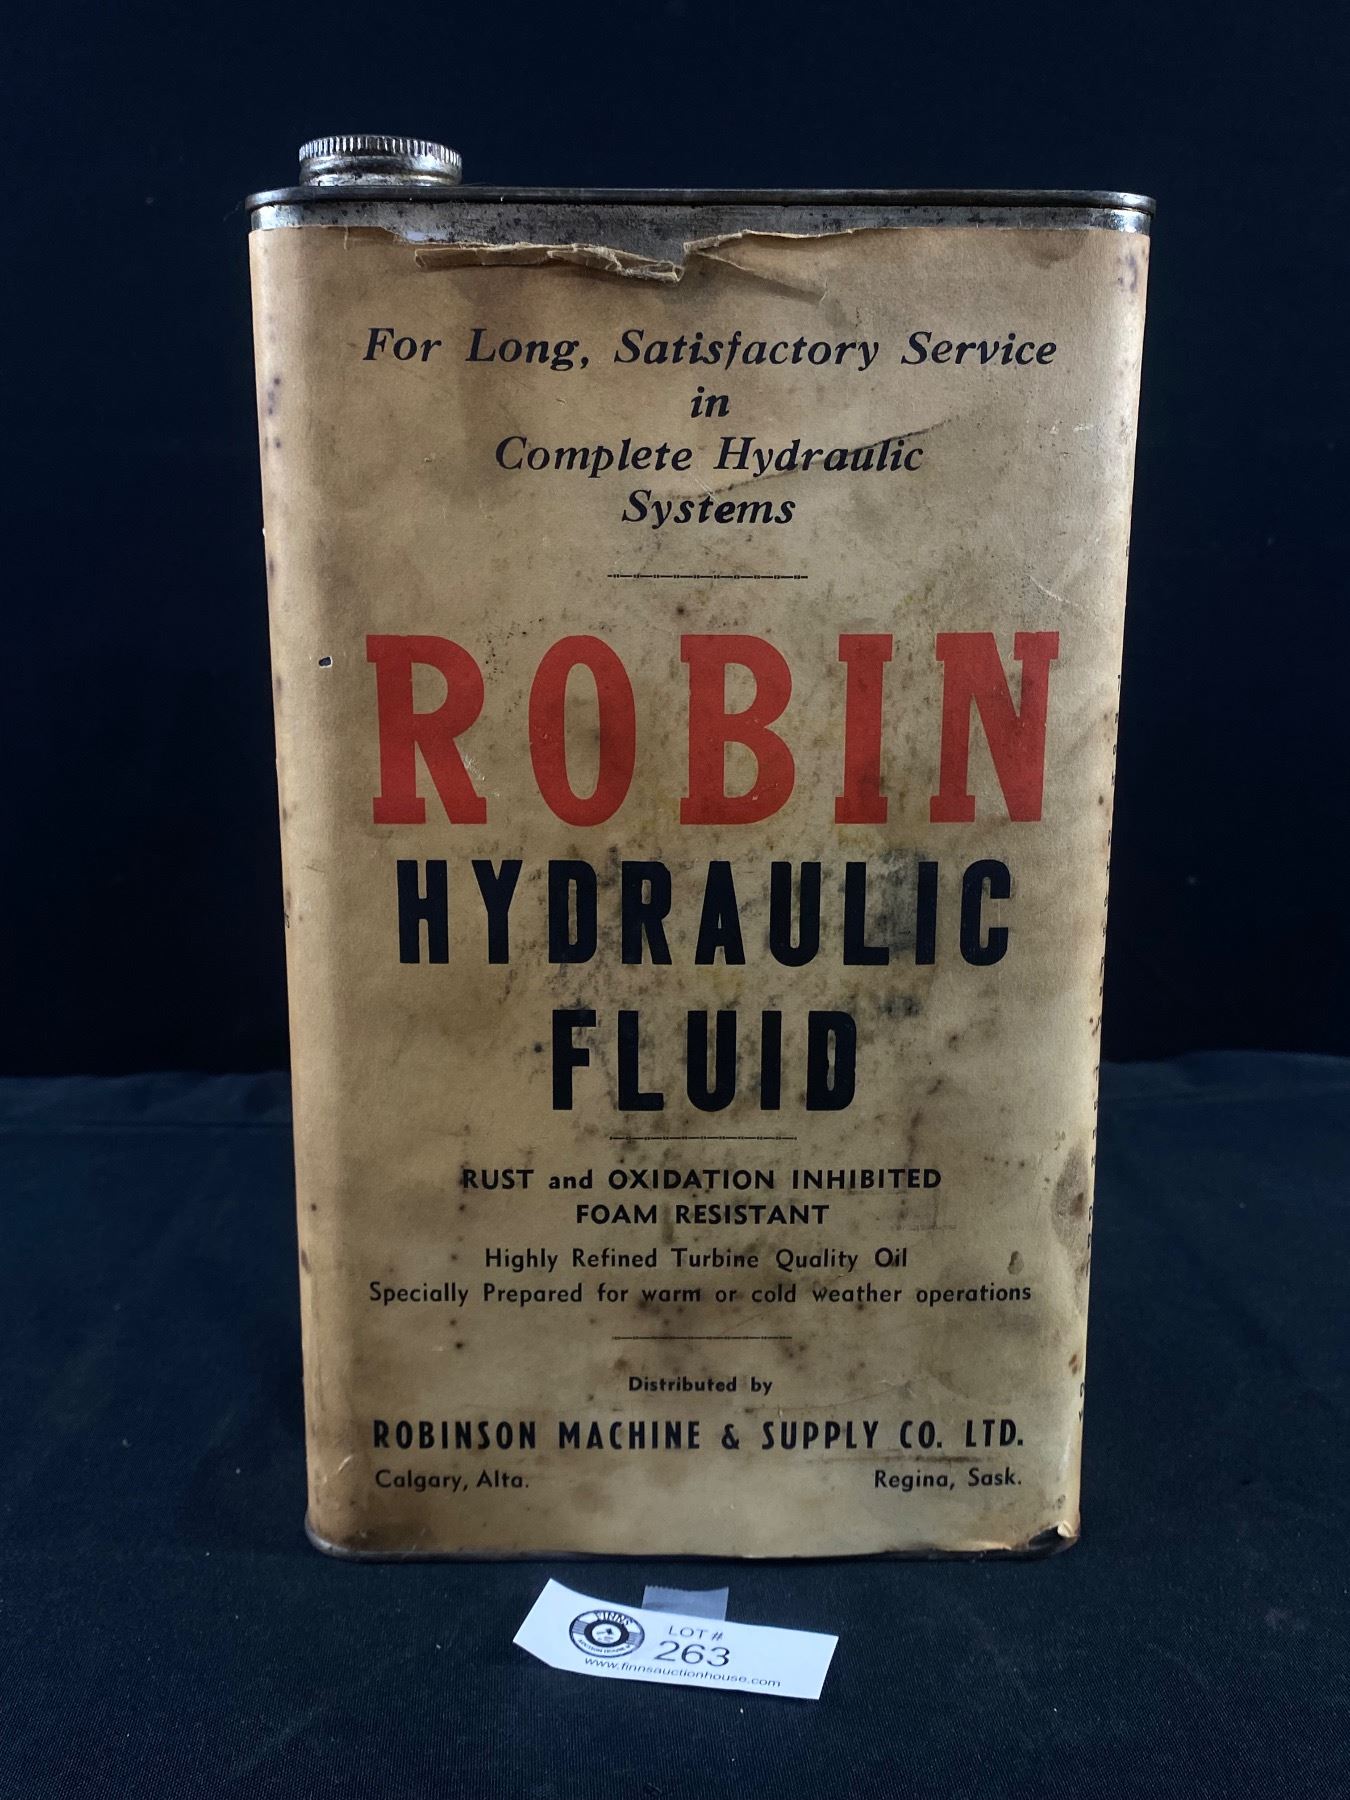 For Long, Satisfactory Service
in
Complete Hydraulic
Systems
ROBIN
HYDRAULIC
FLUID
RUST and OXIDATION INHIBITED
FOAM RESISTANT
Highly Refined Turbine Quality Oil
Specially Prepared for warm or cold weather operations
Distributed by
ROBINSON MACHINE & SUPPLY CO. LTD.
Calgary, Alta. Regina, Sask.
FINNS
LOT #
263
www.finnsauctionhouse.com